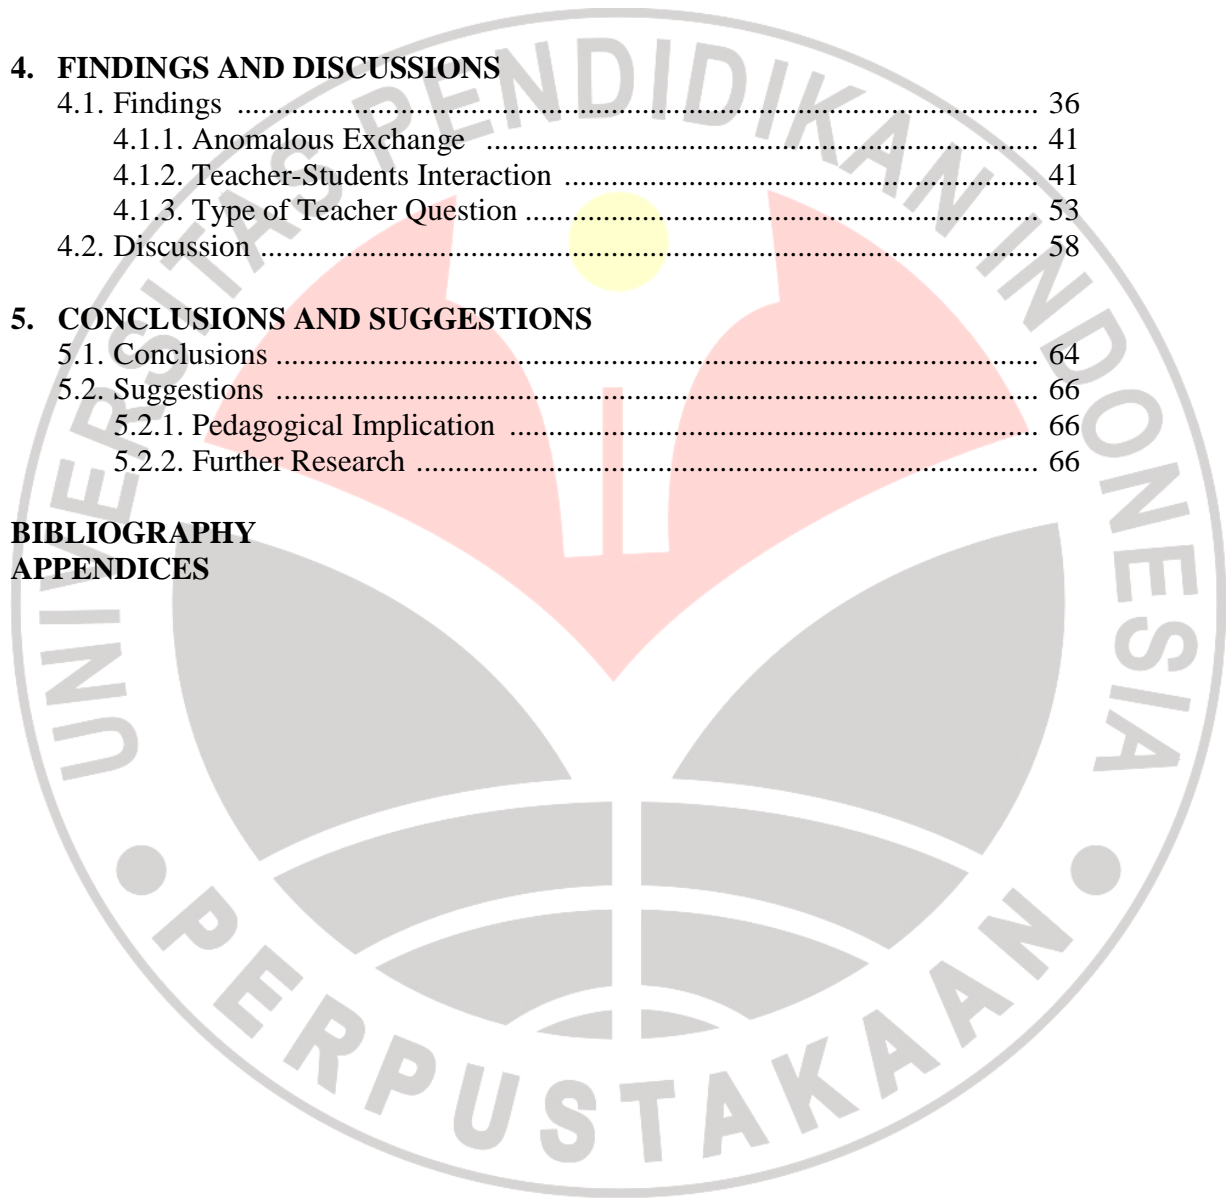 4. FINDINGS AND DISCUSSIONS
4.1. Findings .................................................................................................... 36
4.1.1. Anomalous Exchange ..................................................................... 41
4.1.2. Teacher-Students Interaction ........................................................... 41
4.1.3. Type of Teacher Question ................................................................ 53
4.2. Discussion ................................................................................................. 58
5. CONCLUSIONS AND SUGGESTIONS
5.1. Conclusions ............................................................................................... 64
5.2. Suggestions ............................................................................................... 66
5.2.1. Pedagogical Implication .................................................................. 66
5.2.2. Further Research .............................................................................. 66
BIBLIOGRAPHY
APPENDICES
UNIVERSITAS PENDIDIKAN INDONESIA
PERPUSTAKAAN